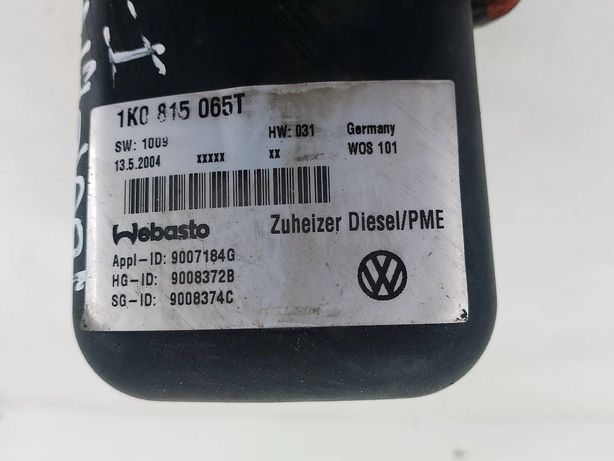 1K0 815 065T
SW: 1009 HW: 031 Germany
13.5.2004 xxxxx xx WOS 101
Webasto Zuheizer Diesel/PME
Appl-ID: 9007184G
HG-ID: 9008372B
SG-ID: 9008374C